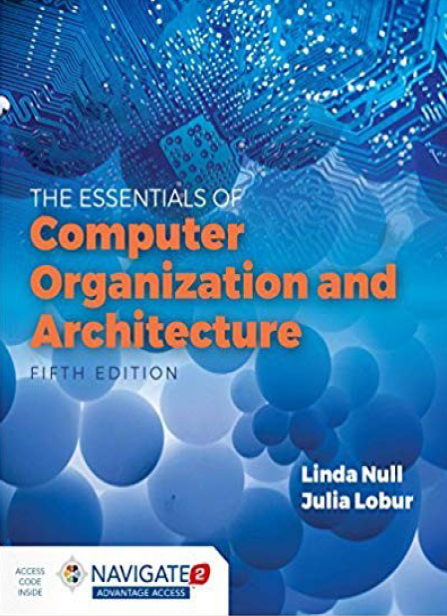 THE ESSENTIALS OF
Computer
Organization and
Architecture
FIFTH EDITION
Linda Null
Julia Lobur
ACCESS
CODE
INSIDE
NAVIGATE 2
ADVANTAGE ACCESS